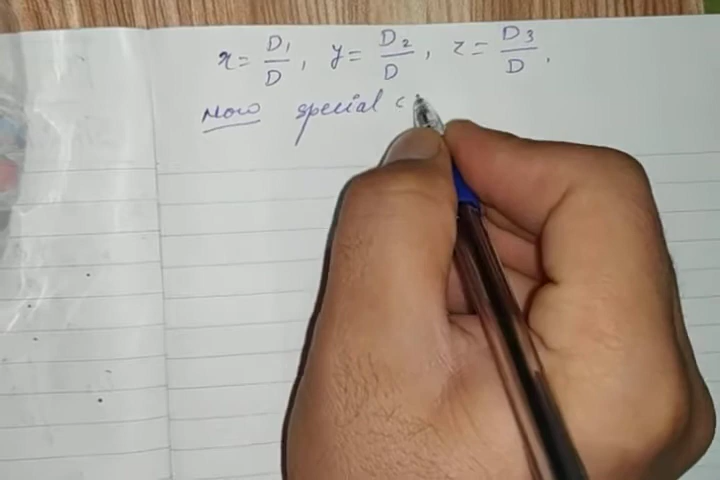 x = D1/D, y = D2/D, z = D3/D.
Now special c